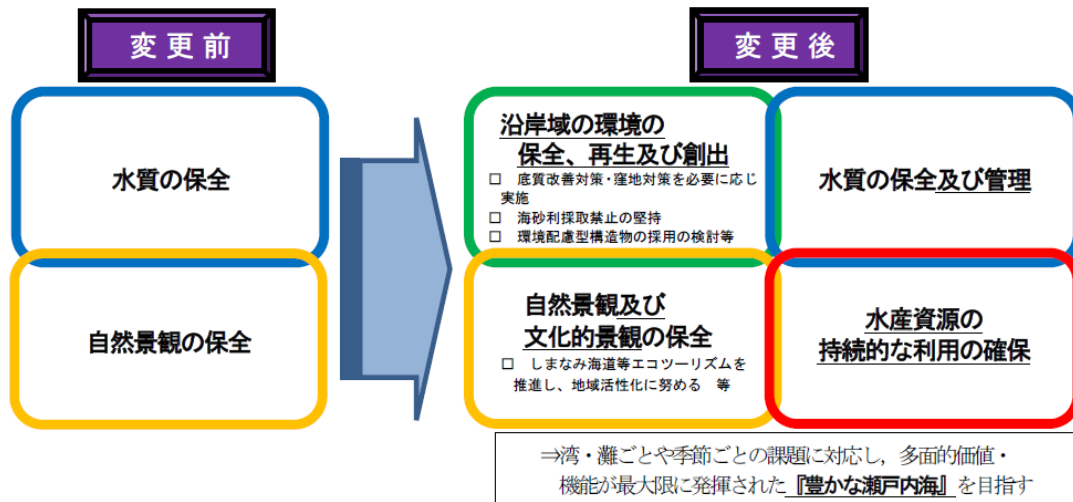 変更前
変更後
水質の保全
自然景観の保全
沿岸域の環境の
保全、再生及び創出
□ 底質改善対策・窪地対策を必要に応じ
実施
□ 海砂利採取禁止の堅持
□ 環境配慮型構造物の採用の検討等
水質の保全及び管理
自然景観及び
文化的景観の保全
□ しまなみ海道等エコツーリズムを
推進し、地域活性化に努める 等
水産資源の
持続的な利用の確保
⇒湾・灘ごとや季節ごとの課題に対応し，多面的価値・
機能が最大限に発揮された『豊かな瀬戸内海』を目指す